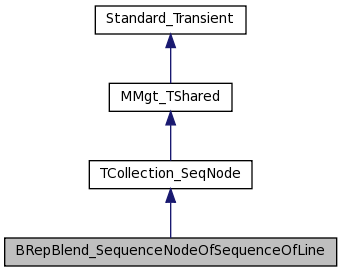 Standard_Transient
MMgt_TShared
TCollection_SeqNode
BRepBlend_SequenceNodeOfSequenceOfLine